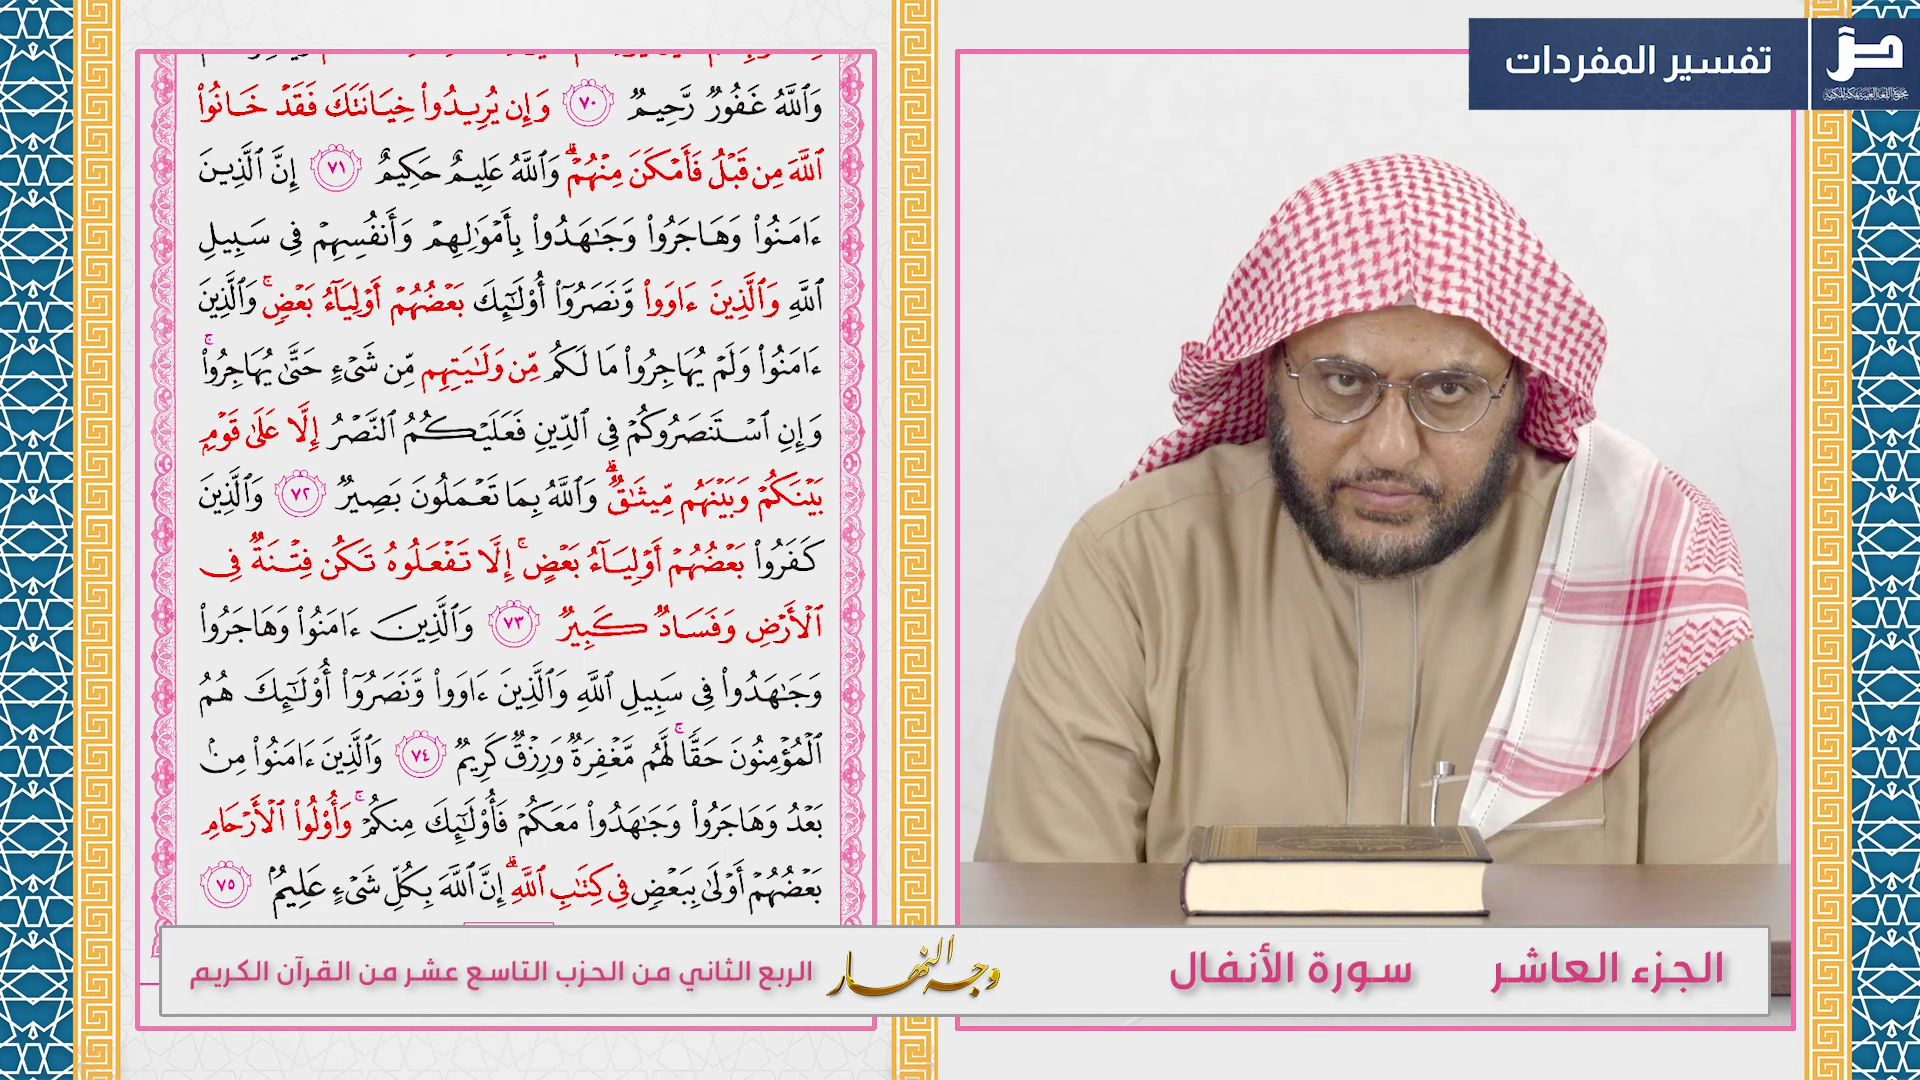 تفسير المفردات
وَٱللَّهُ غَفُورٌ رَّحِيمٌ ٧٠ وَإِن يُرِيدُوا۟ خِيَانَتَكَ فَقَدْ خَانُوا۟
ٱللَّهَ مِن قَبْلُ فَأَمْكَنَ مِنْهُمْ ۗ وَٱللَّهُ عَلِيمٌ حَكِيمٌ ٧١ إِنَّ ٱلَّذِينَ
ءَامَنُوا۟ وَهَاجَرُوا۟ وَجَـٰهَدُوا۟ بِأَمْوَٰلِهِمْ وَأَنفُسِهِمْ فِى سَبِيلِ
ٱللَّهِ وَٱلَّذِينَ ءَاوَوا۟ وَّنَصَرُوٓا۟ أُو۟لَـٰٓئِكَ بَعْضُهُمْ أَوْلِيَآءُ بَعْضٍ ۚ وَٱلَّذِينَ
ءَامَنُوا۟ وَلَمْ يُهَاجِرُوا۟ مَا لَكُم مِّن وَلَـٰيَتِهِم مِّن شَىْءٍ حَتَّىٰ يُهَاجِرُوا۟ ۚ
وَإِنِ ٱسْتَنصَرُوكُمْ فِى ٱلدِّينِ فَعَلَيْكُمُ ٱلنَّصْرُ إِلَّا عَلَىٰ قَوْمٍۭ
بَيْنَكُمْ وَبَيْنَهُم مِّيثَـٰقٌ ۗ وَٱللَّهُ بِمَا تَعْمَلُونَ بَصِيرٌ ٧٢ وَٱلَّذِينَ
كَفَرُوا۟ بَعْضُهُمْ أَوْلِيَآءُ بَعْضٍ ۚ إِلَّا تَفْعَلُوهُ تَكُن فِتْنَةٌ فِى
ٱلْأَرْضِ وَفَسَادٌ كَبِيرٌ ٧٣ وَٱلَّذِينَ ءَامَنُوا۟ وَهَاجَرُوا۟
وَجَـٰهَدُوا۟ فِى سَبِيلِ ٱللَّهِ وَٱلَّذِينَ ءَاوَوا۟ وَّنَصَرُوٓا۟ أُو۟لَـٰٓئِكَ هُمُ
ٱلْمُؤْمِنُونَ حَقًّا ۚ لَّهُم مَّغْفِرَةٌ وَرِزْقٌ كَرِيمٌ ٧٤ وَٱلَّذِينَ ءَامَنُوا۟ مِنۢ
بَعْدُ وَهَاجَرُوا۟ وَجَـٰهَدُوا۟ مَعَكُمْ فَأُو۟لَـٰٓئِكَ مِنكُمْ ۚ وَأُو۟لُوا۟ ٱلْأَرْحَامِ
بَعْضُهُمْ أَوْلَىٰ بِبَعْضٍ فِى كِتَـٰبِ ٱللَّهِ ۗ إِنَّ ٱللَّهَ بِكُلِّ شَىْءٍ عَلِيمٌۢ ٧٥
الجزء العاشر
سورة الأنفال
وجه النهار
الربع الثاني من الحزب التاسع عشر من القرآن الكريم